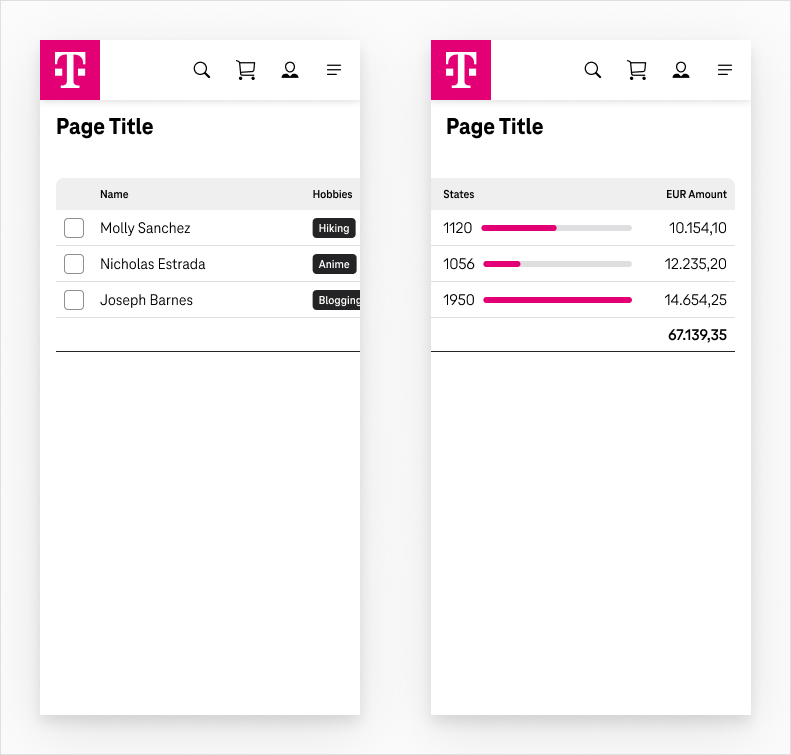 T
Page Title
Name Hobbies
Molly Sanchez Hiking
Nicholas Estrada Anime
Joseph Barnes Blogging
T
Page Title
States EUR Amount
1120 10.154,10
1056 12.235,20
1950 14.654,25
67.139,35